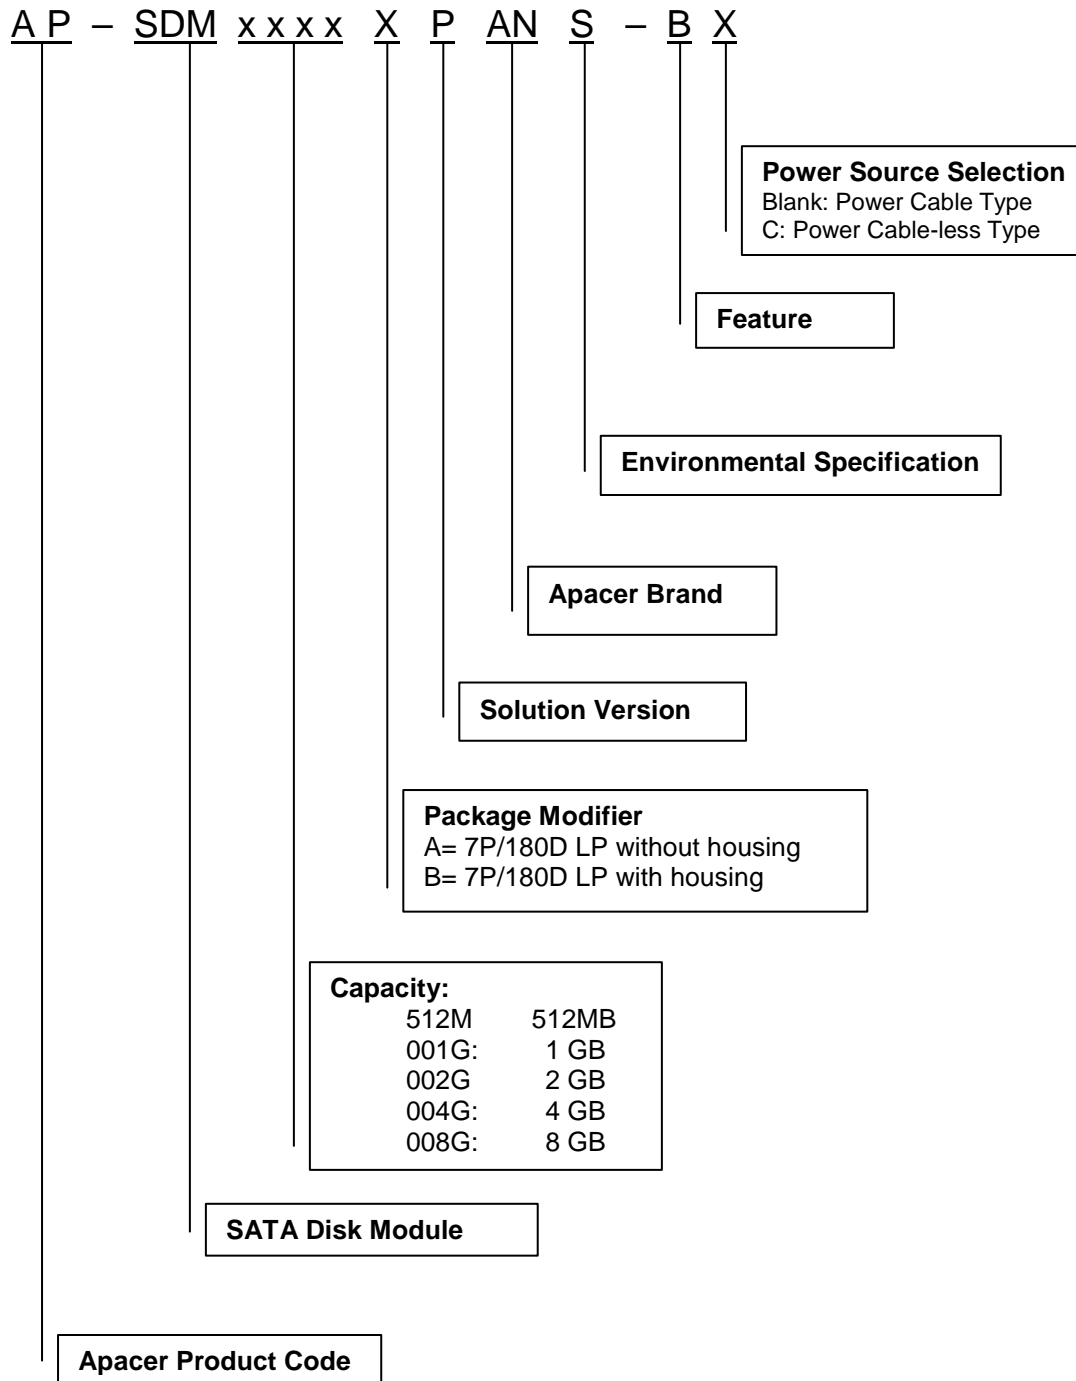 A P – SDM x x x x X P AN S – B X
Power Source Selection
Blank: Power Cable Type
C: Power Cable-less Type
Feature
Environmental Specification
Apacer Brand
Solution Version
Package Modifier
A= 7P/180D LP without housing
B= 7P/180D LP with housing
Capacity:
512M 512MB
001G: 1 GB
002G 2 GB
004G: 4 GB
008G: 8 GB
SATA Disk Module
Apacer Product Code